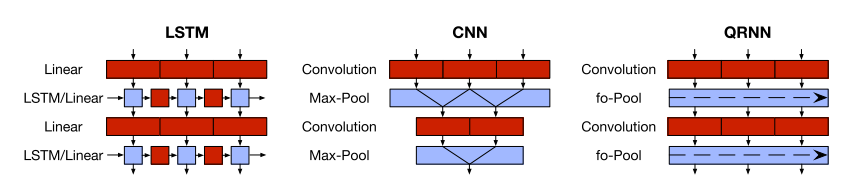 LSTM
Linear
LSTM/Linear
Linear
LSTM/Linear
CNN
Convolution
Max-Pool
Convolution
Max-Pool
QRNN
Convolution
fo-Pool
Convolution
fo-Pool